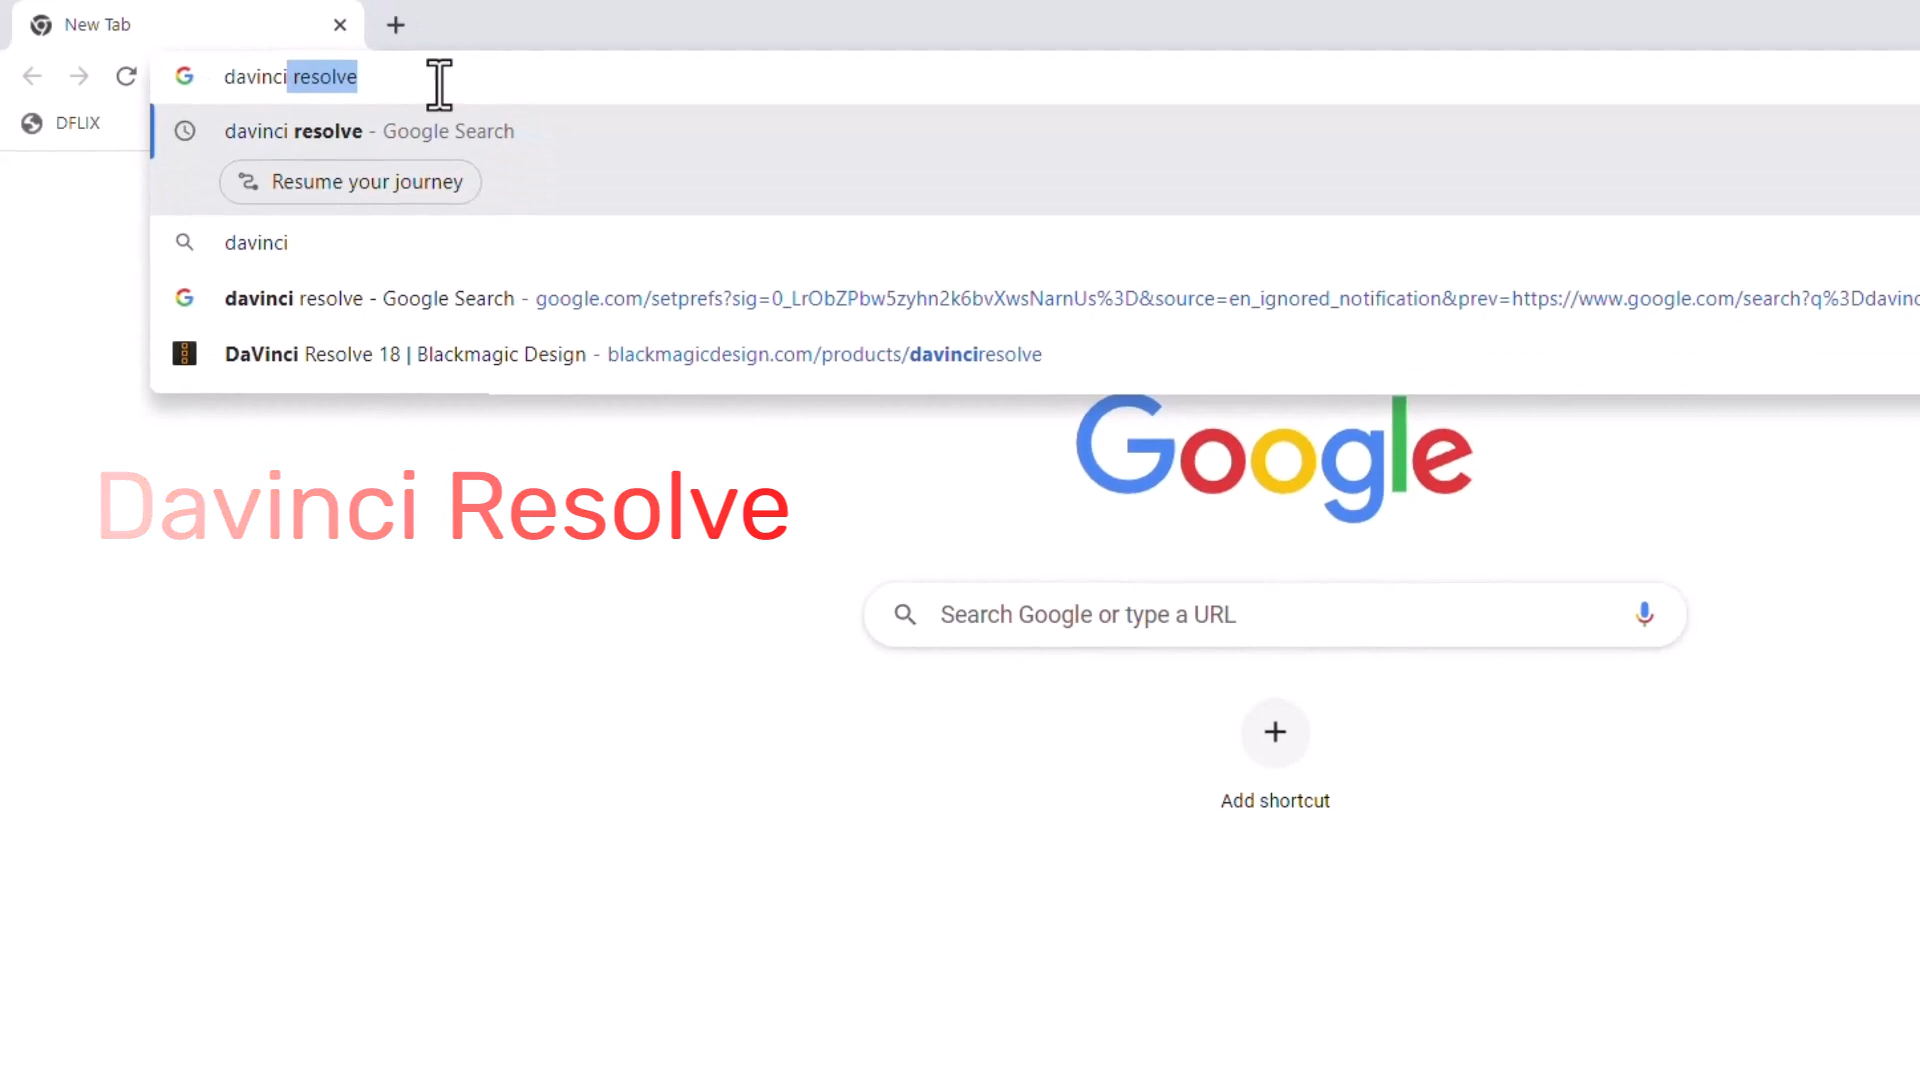 New Tab
davinci resolve
DFLIX
davinci resolve - Google Search
Resume your journey
davinci
davinci resolve - Google Search - google.com/setprefs?sig=0_LrObZPbw5zyhn2k6bvXwsNarnUs%3D&source=en_ignored_notification&prev=https://www.google.com/search?q%3Ddavinc
DaVinci Resolve 18 | Blackmagic Design - blackmagicdesign.com/products/davinciresolve
Google
Davinci Resolve
Search Google or type a URL
Add shortcut